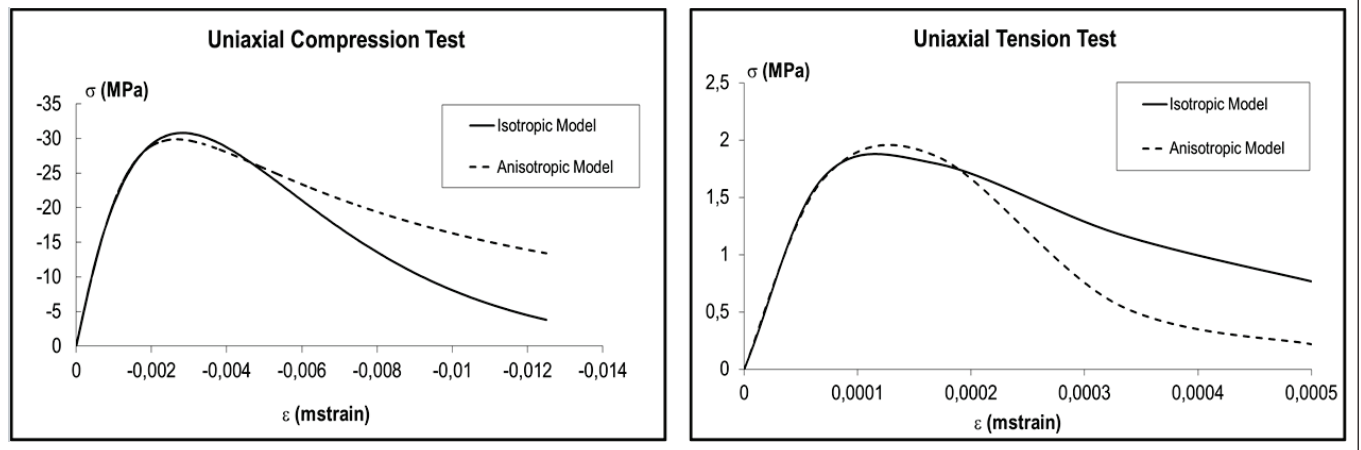 Uniaxial Compression Test
σ (MPa)
-35
-30
-25
-20
-15
-10
-5
0
Isotropic Model
Anisotropic Model
0 -0,002 -0,004 -0,006 -0,008 -0,01 -0,012 -0,014
ε (mstrain)
Uniaxial Tension Test
σ (MPa)
2,5
2
1,5
1
0,5
0
Isotropic Model
Anisotropic Model
0 0,0001 0,0002 0,0003 0,0004 0,0005
ε (mstrain)